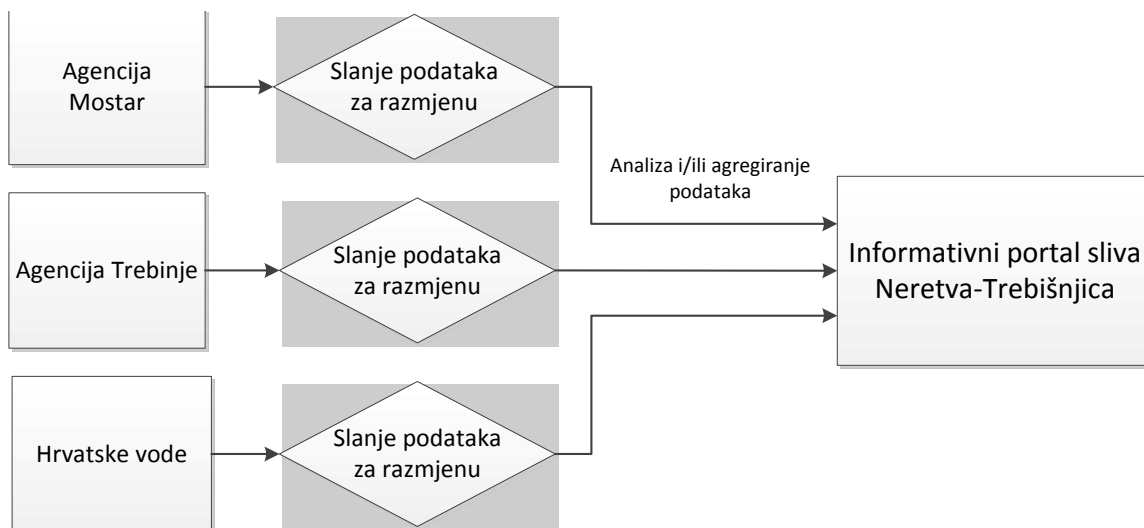 Agencija
Mostar
Slanje podataka
za razmjenu
Analiza i/ili agregiranje
podataka
Agencija Trebinje
Slanje podataka
za razmjenu
Informativni portal sliva
Neretva-Trebišnjica
Hrvatske vode
Slanje podataka
za razmjenu